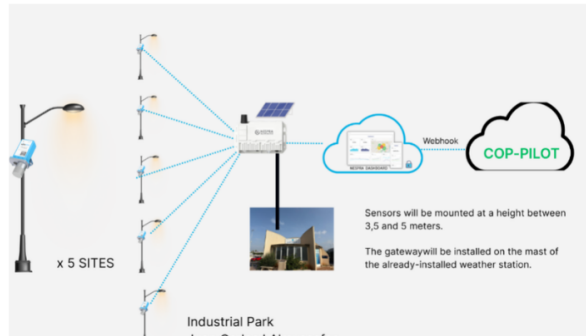 Webhook
COP-PILOT
x 5 SITES
Sensors will be mounted at a height between
3,5 and 5 meters.
The gatewaywill be installed on the mast of
the already-installed weather station.
Industrial Park